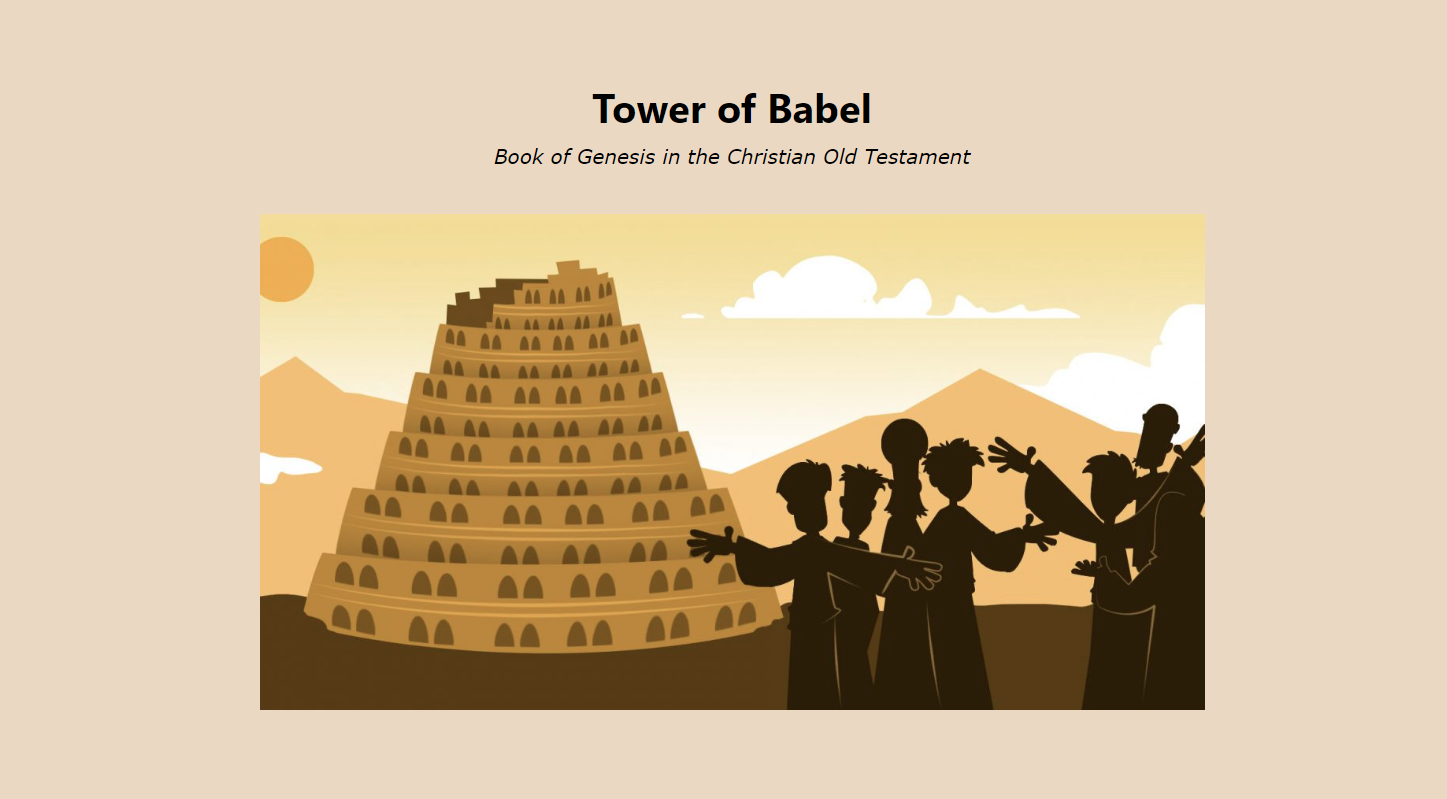 Tower of Babel
Book of Genesis in the Christian Old Testament